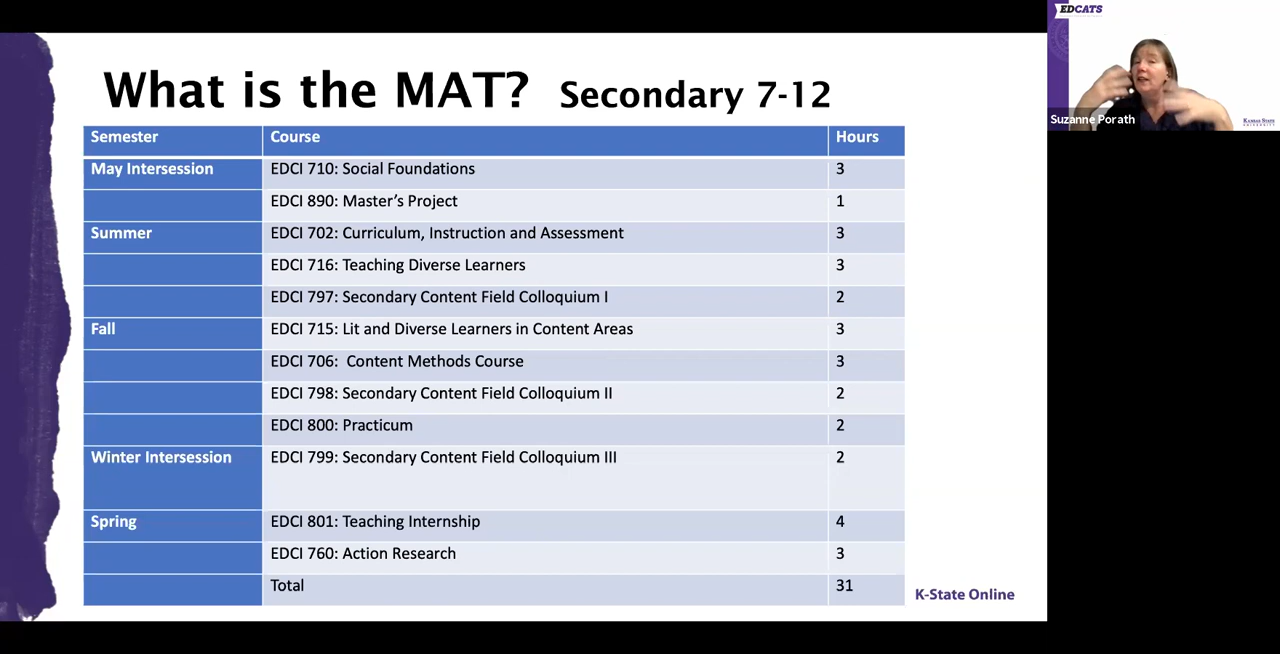 What is the MAT? Secondary 7-12
Semester Course Hours
May Intersession EDCI 710: Social Foundations 3
EDCI 890: Master’s Project 1
Summer EDCI 702: Curriculum, Instruction and Assessment 3
EDCI 716: Teaching Diverse Learners 3
EDCI 797: Secondary Content Field Colloquium I 2
Fall EDCI 715: Lit and Diverse Learners in Content Areas 3
EDCI 706: Content Methods Course 3
EDCI 798: Secondary Content Field Colloquium II 2
EDCI 800: Practicum 2
Winter Intersession EDCI 799: Secondary Content Field Colloquium III 2
Spring EDCI 801: Teaching Internship 4
EDCI 760: Action Research 3
Total 31
K-State Online
EDCATS
Suzanne Porath
KANSAS STATE
UNIVERSITY